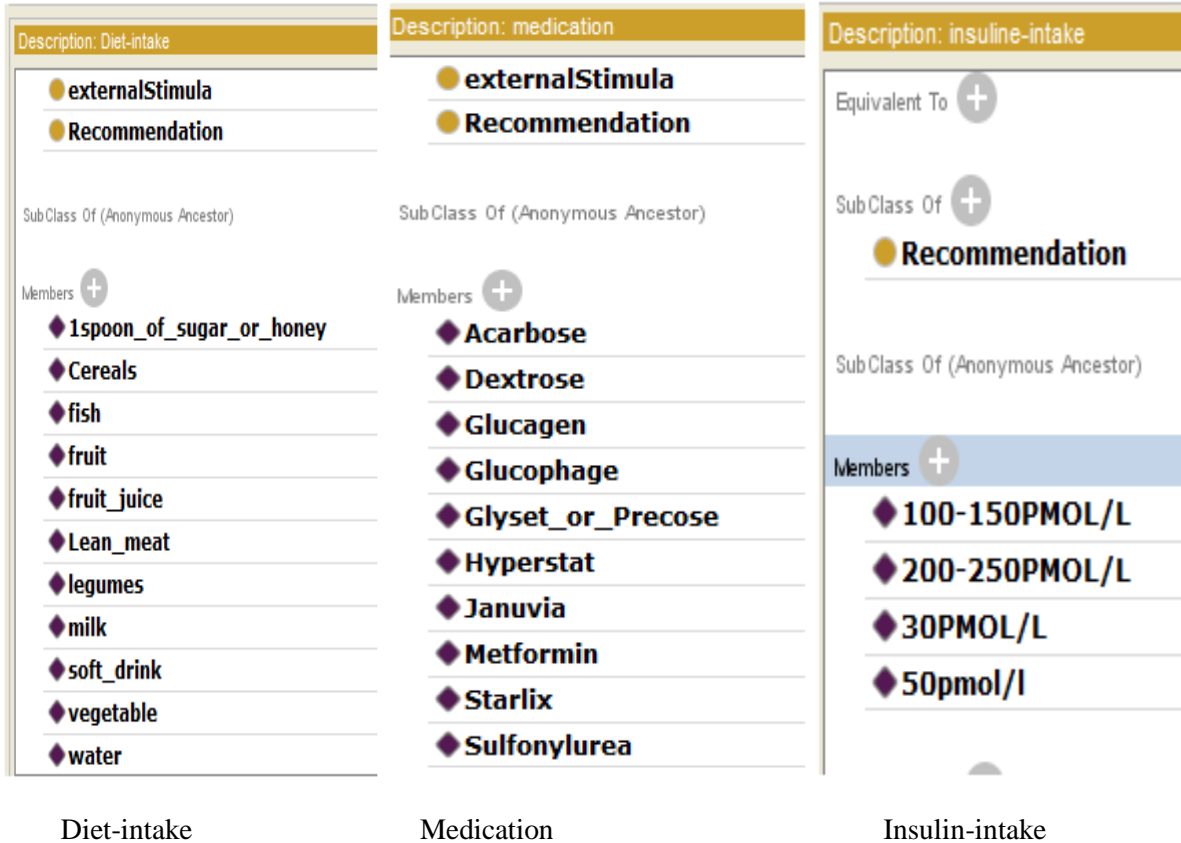 Description: Diet-intake
externalStimula
Recommendation
SubClass Of (Anonymous Ancestor)
Members
1spoon_of_sugar_or_honey
Cereals
fish
fruit
fruit_juice
Lean_meat
legumes
milk
soft_drink
vegetable
water
Diet-intake
Description: medication
externalStimula
Recommendation
SubClass Of (Anonymous Ancestor)
Members
Acarbose
Dextrose
Glucagen
Glucophage
Glyset_or_Precose
Hyperstat
Januvia
Metformin
Starlix
Sulfonylurea
Medication
Description: insuline-intake
Equivalent To
SubClass Of
Recommendation
SubClass Of (Anonymous Ancestor)
Members
100-150PMOL/L
200-250PMOL/L
30PMOL/L
50pmol/l
Insulin-intake